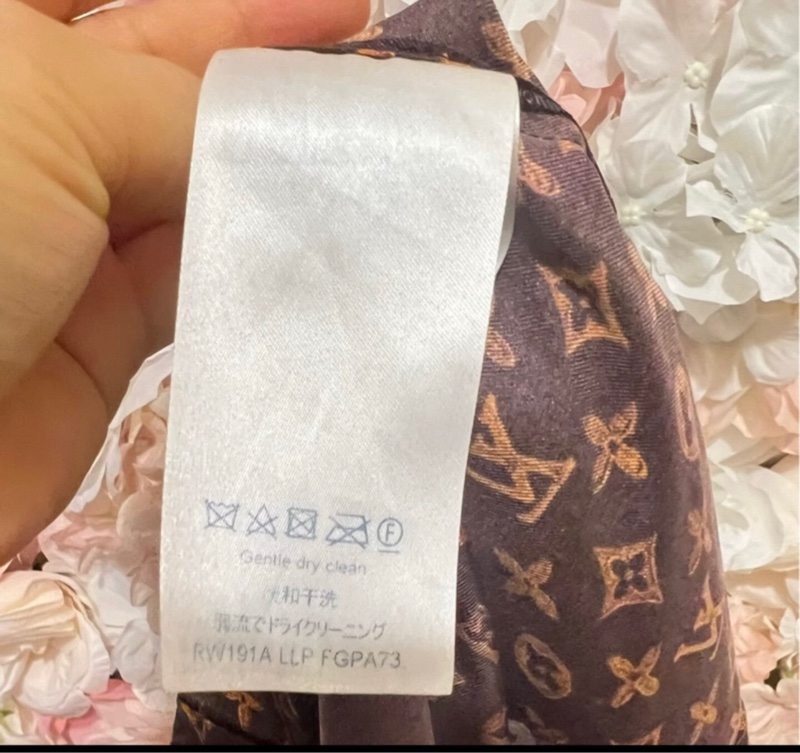 F
Gentle dry clean
柔和干洗
弱流でドライクリーニング
RW191A LLP FGPA73